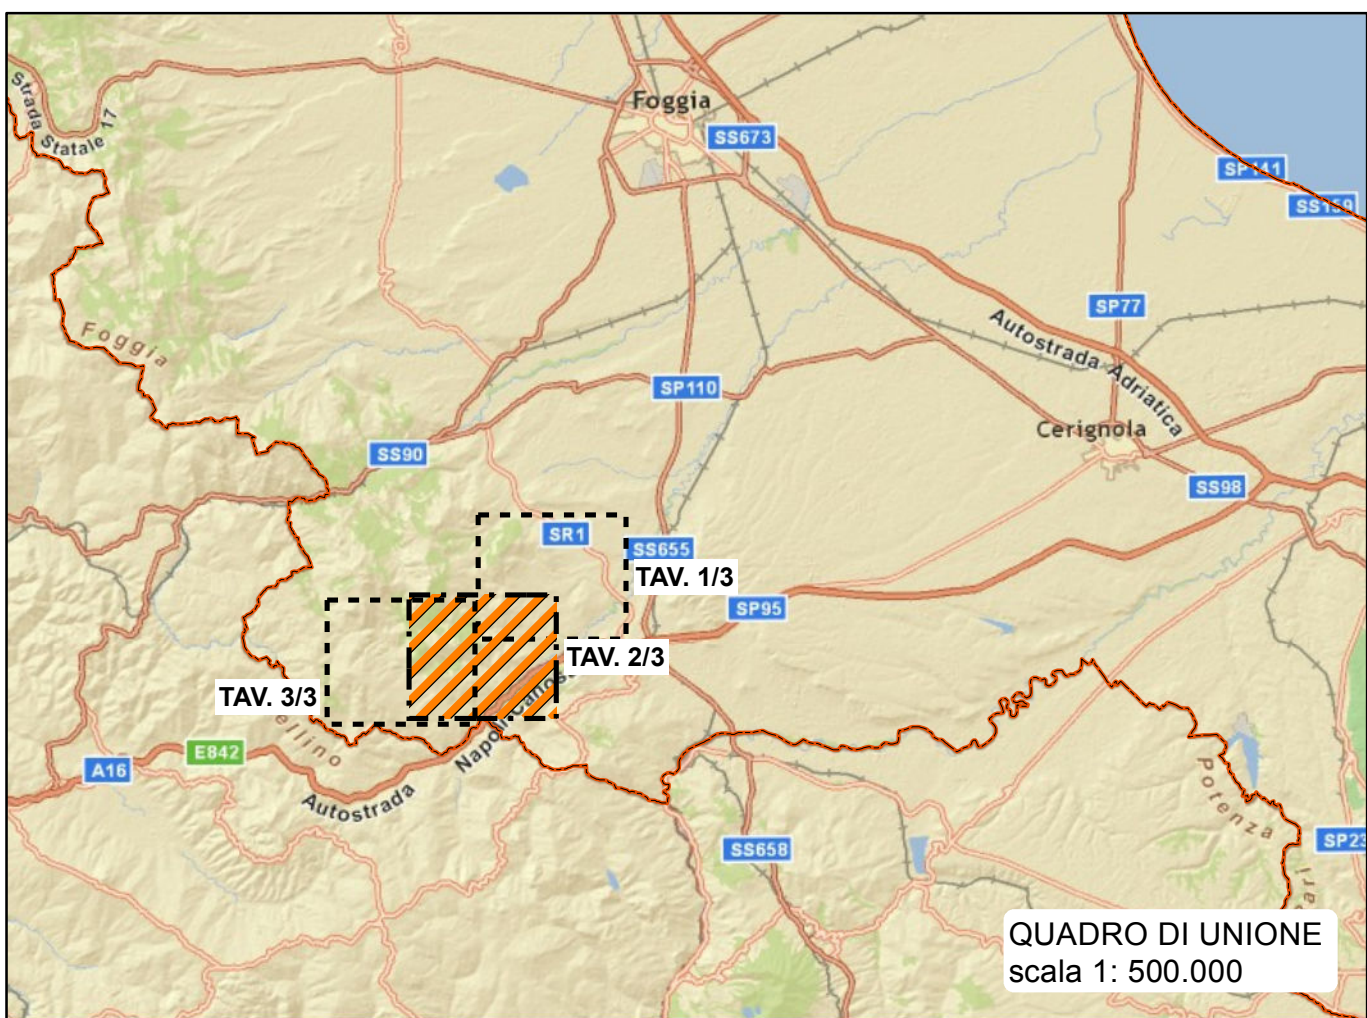 Strada Statale 17
Foggia
SS673
SP141
SS159
SP77
Foggia
Autostrada Adriatica
SP110
Cerignola
SS90
SS98
SR1
SS655
TAV. 1/3
SP95
TAV. 2/3
TAV. 3/3
Napoli
E842
A16
Autostrada
Potenza
SS658
SP23
QUADRO DI UNIONE
scala 1: 500.000